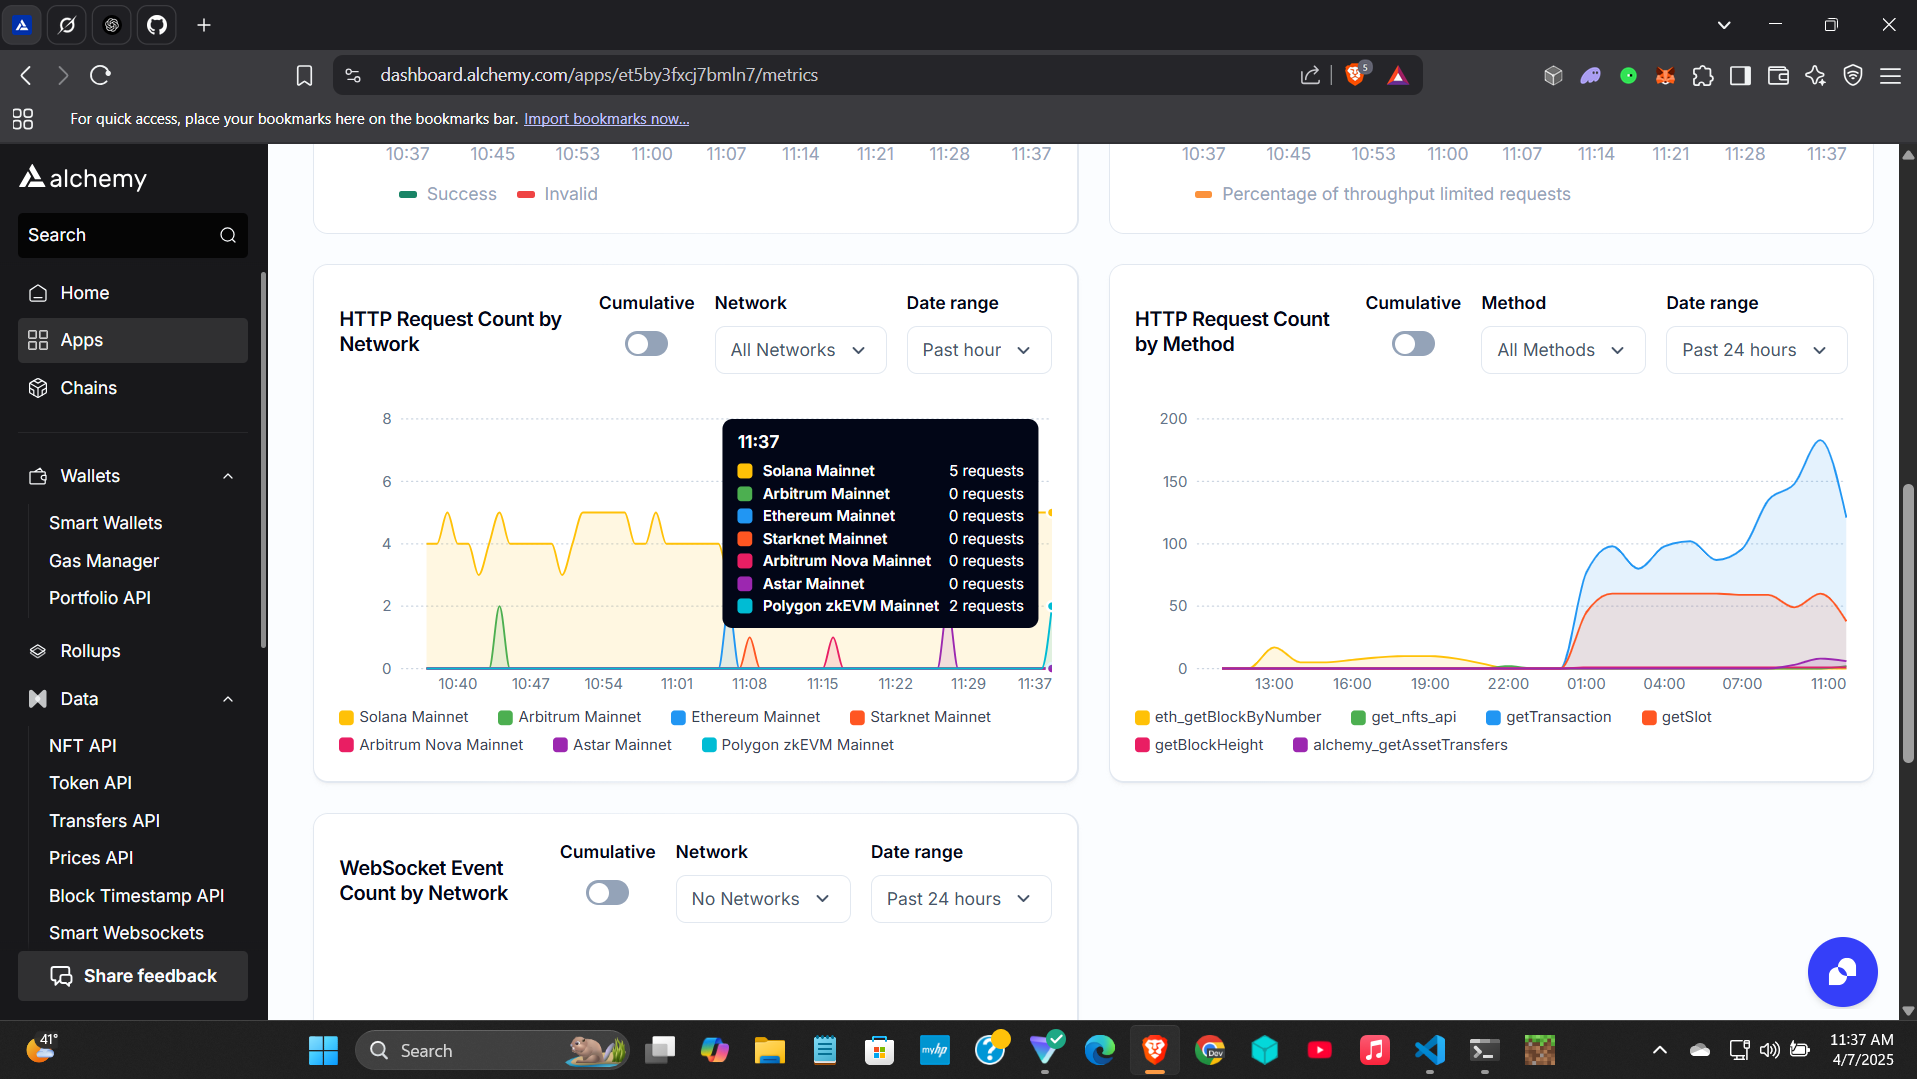 dashboard.alchemy.com/apps/et5by3fxcj7bmln7/metrics
5
For quick access, place your bookmarks here on the bookmarks bar. Import bookmarks now...
alchemy
Search
Home
Apps
Chains
Wallets
Smart Wallets
Gas Manager
Portfolio API
Rollups
Data
NFT API
Token API
Transfers API
Prices API
Block Timestamp API
Smart Websockets
Share feedback
10:37 10:45 10:53 11:00 11:07 11:14 11:21 11:28 11:37
Success Invalid
10:37 10:45 10:53 11:00 11:07 11:14 11:21 11:28 11:37
Percentage of throughput limited requests
HTTP Request Count by
Network
Cumulative Network Date range
All Networks Past hour
8
6
4
2
0
11:37
Solana Mainnet 5 requests
Arbitrum Mainnet 0 requests
Ethereum Mainnet 0 requests
Starknet Mainnet 0 requests
Arbitrum Nova Mainnet 0 requests
Astar Mainnet 0 requests
Polygon zkEVM Mainnet 2 requests
10:40 10:47 10:54 11:01 11:08 11:15 11:22 11:29 11:37
Solana Mainnet Arbitrum Mainnet Ethereum Mainnet Starknet Mainnet
Arbitrum Nova Mainnet Astar Mainnet Polygon zkEVM Mainnet
HTTP Request Count
by Method
Cumulative Method Date range
All Methods Past 24 hours
200
150
100
50
0
13:00 16:00 19:00 22:00 01:00 04:00 07:00 11:00
eth_getBlockByNumber get_nfts_api getTransaction getSlot
getBlockHeight alchemy_getAssetTransfers
WebSocket Event
Count by Network
Cumulative Network Date range
No Networks Past 24 hours
41°
Search
myhp
Dev
11:37 AM
4/7/2025